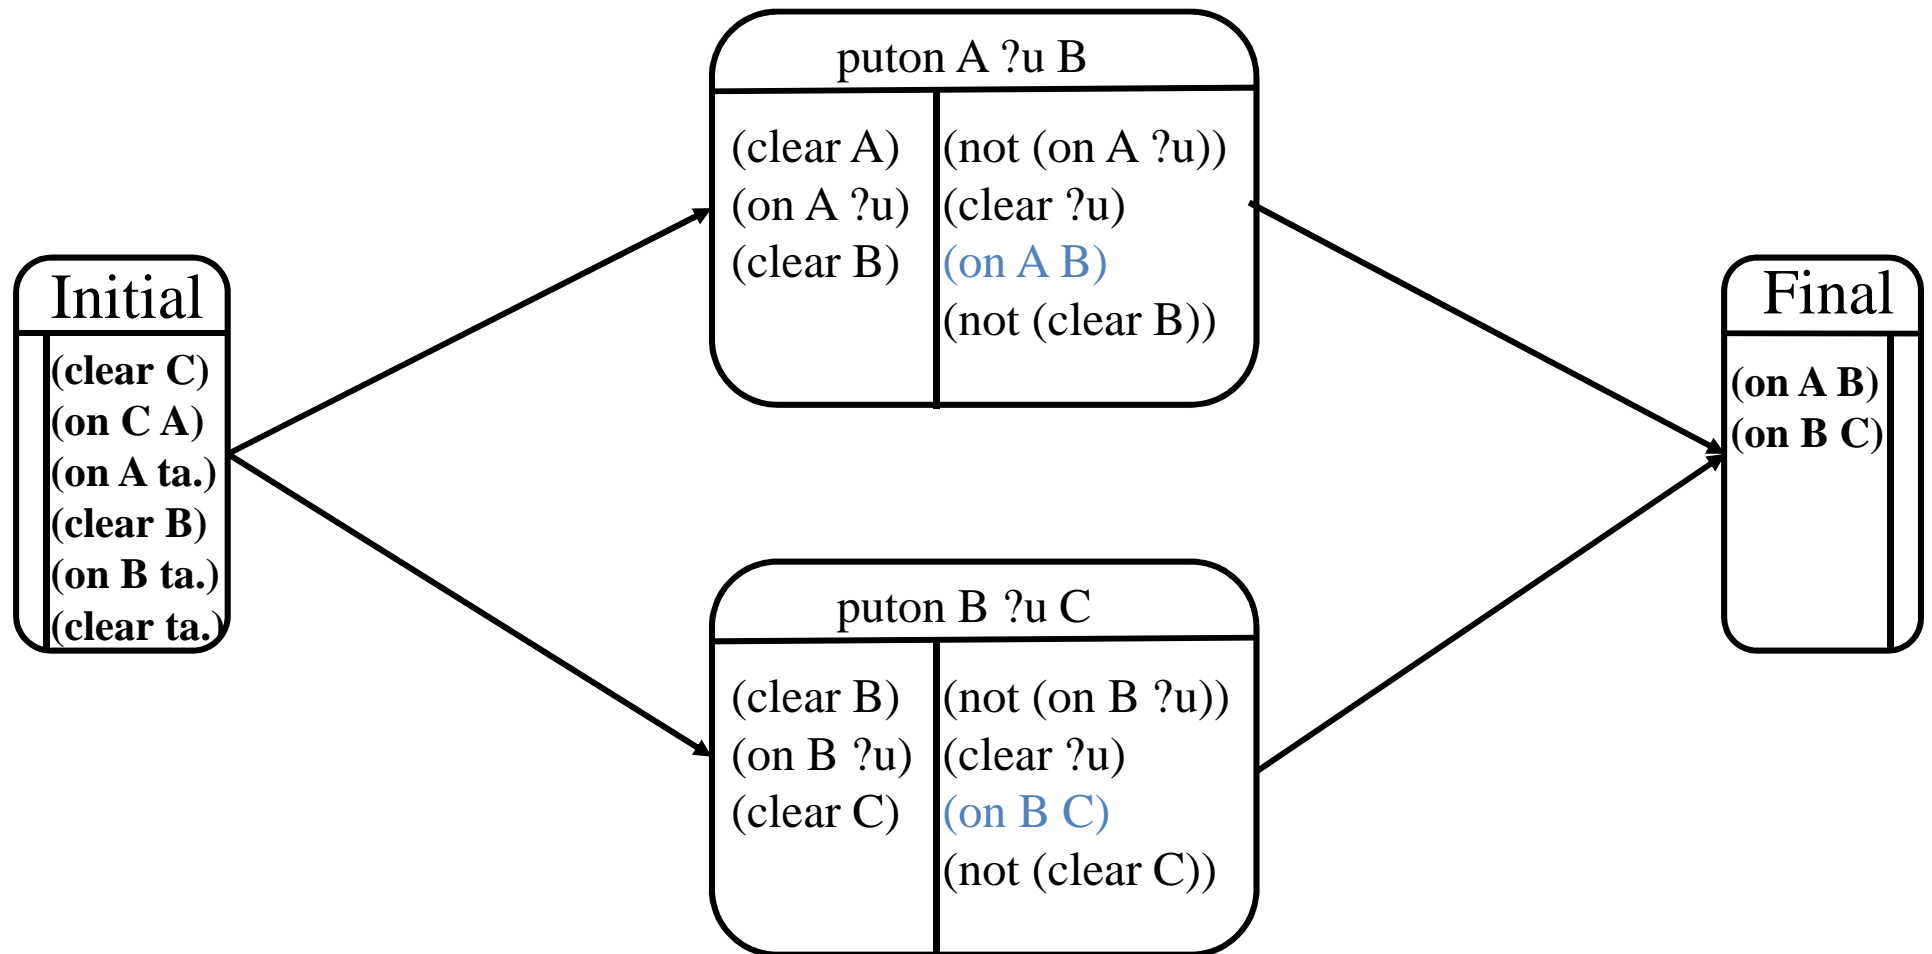 Initial
(clear C)
(on C A)
(on A ta.)
(clear B)
(on B ta.)
(clear ta.)
puton A ?u B
(clear A)
(on A ?u)
(clear B)
(not (on A ?u))
(clear ?u)
(on A B)
(not (clear B))
puton B ?u C
(clear B)
(on B ?u)
(clear C)
(not (on B ?u))
(clear ?u)
(on B C)
(not (clear C))
Final
(on A B)
(on B C)